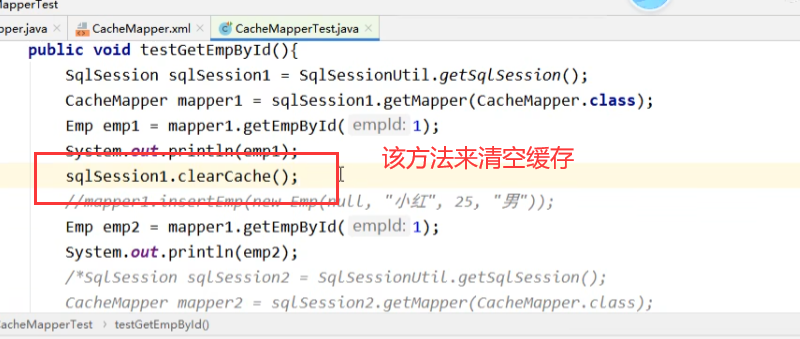 MapperTest
pper.java × CacheMapper.xml × CacheMapperTest.java ×
public void testGetEmpById(){
SqlSession sqlSession1 = SqlSessionUtil.getSqlSession();
CacheMapper mapper1 = sqlSession1.getMapper(CacheMapper.class);
Emp emp1 = mapper1.getEmpById( empId: 1);
System.out.println(emp1);
sqlSession1.clearCache();
该方法来清空缓存
//mapper1.insertEmp(new Emp(null, "小红", 25, "男"));
Emp emp2 = mapper1.getEmpById( empId: 1);
System.out.println(emp2);
/*SqlSession sqlSession2 = SqlSessionUtil.getSqlSession();
CacheMapper mapper2 = sqlSession2.getMapper(CacheMapper.class);
CacheMapperTest › testGetEmpById()